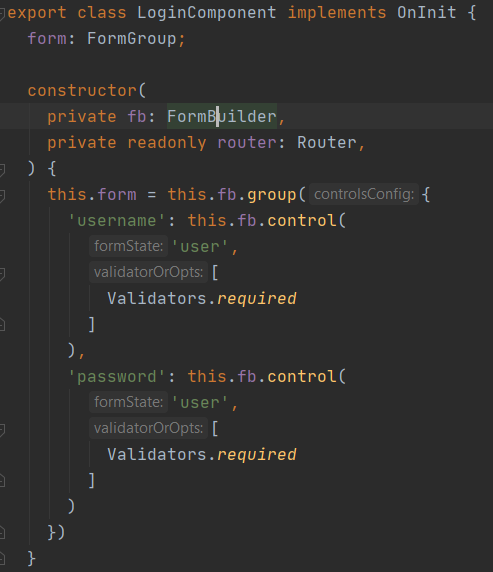 export class LoginComponent implements OnInit {
  form: FormGroup;

  constructor(
    private fb: FormBuilder,
    private readonly router: Router,
  ) {
    this.form = this.fb.group( controlsConfig: {
      'username': this.fb.control(
        formState: 'user',
        validatorOrOpts: [
          Validators.required
        ]
      ),
      'password': this.fb.control(
        formState: 'user',
        validatorOrOpts: [
          Validators.required
        ]
      )
    })
  }